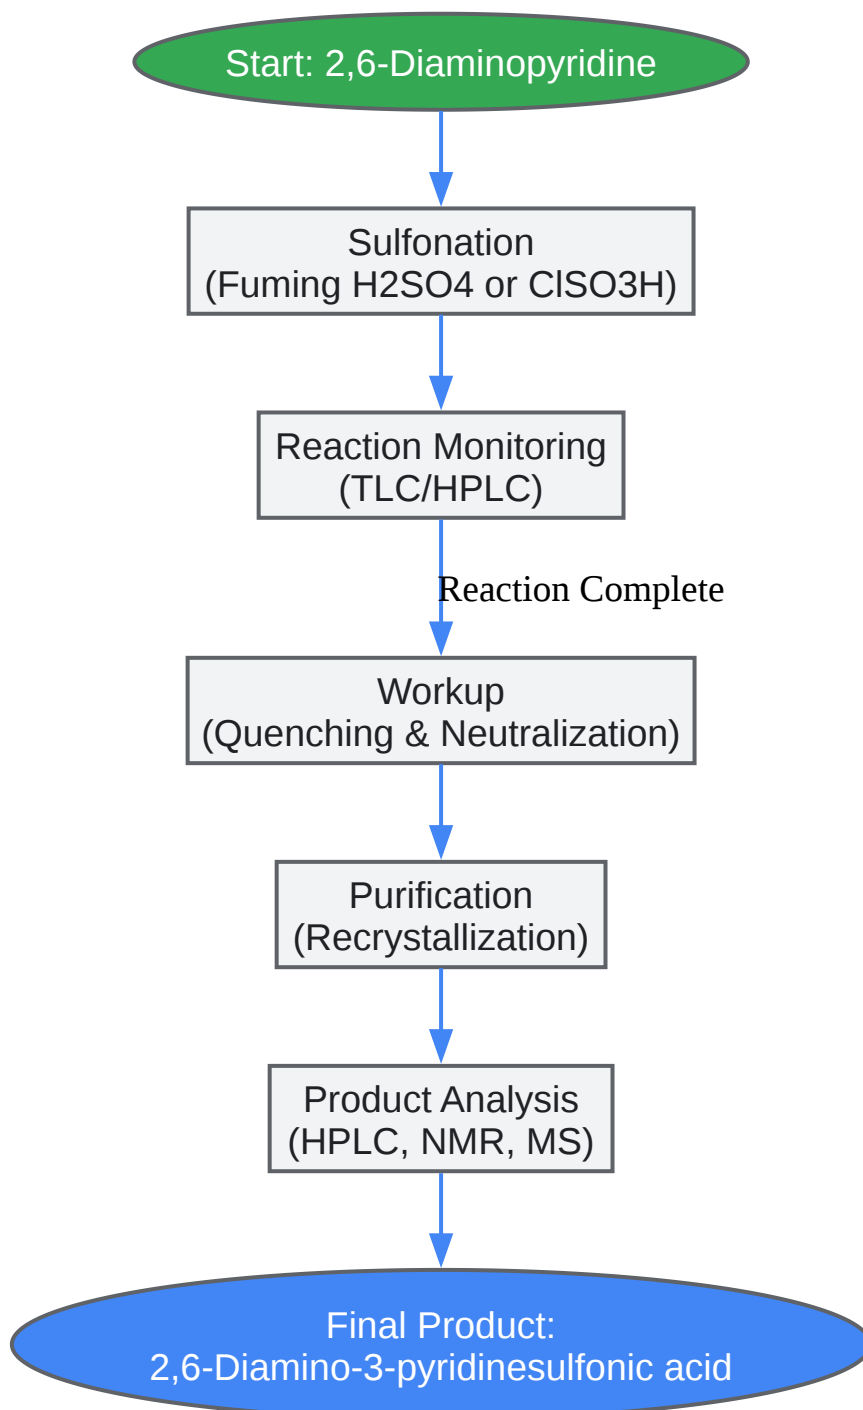 Start: 2,6-Diaminopyridine
Sulfonation
(Fuming H2SO4 or ClSO3H)
Reaction Monitoring
(TLC/HPLC)
Reaction Complete
Workup
(Quenching & Neutralization)
Purification
(Recrystallization)
Product Analysis
(HPLC, NMR, MS)
Final Product:
2,6-Diamino-3-pyridinesulfonic acid